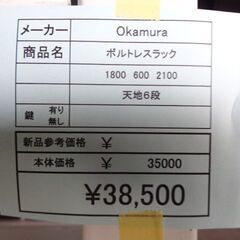 メーカー Okamura
商品名 ボルトレスラック
1800 600 2100
天地6段
鍵 有り 無し
新品参考価格 ¥
本体価格 ¥ 35000
¥38,500